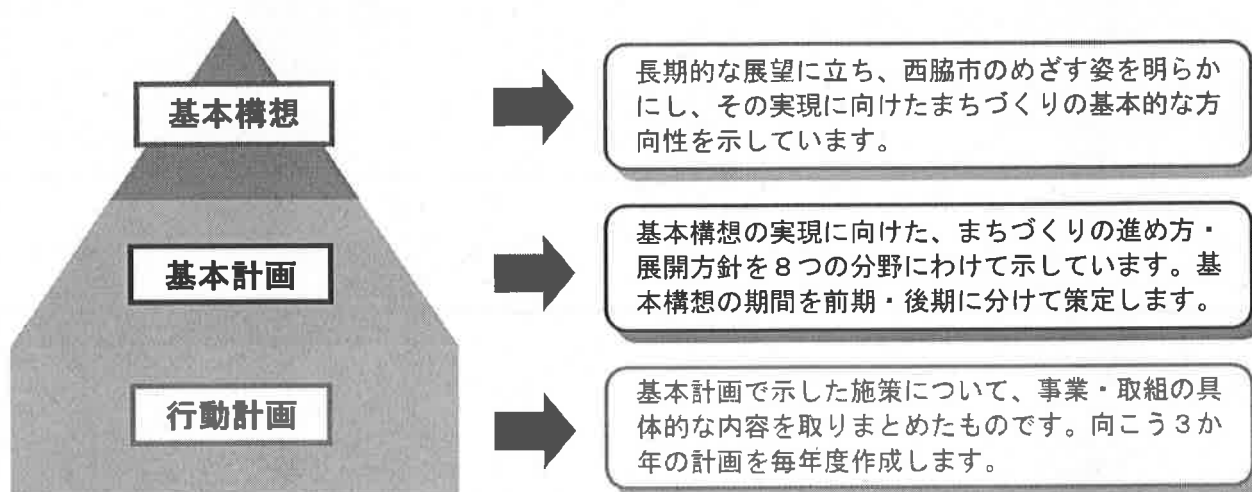 基本構想
長期的な展望に立ち、西脇市のめざす姿を明らか
にし、その実現に向けたまちづくりの基本的な方
向性を示しています。
基本計画
基本構想の実現に向けた、まちづくりの進め方・
展開方針を８つの分野にわけて示しています。基
本構想の期間を前期・後期に分けて策定します。
行動計画
基本計画で示した施策について、事業・取組の具
体的な内容を取りまとめたものです。向こう３か
年の計画を毎年度作成します。